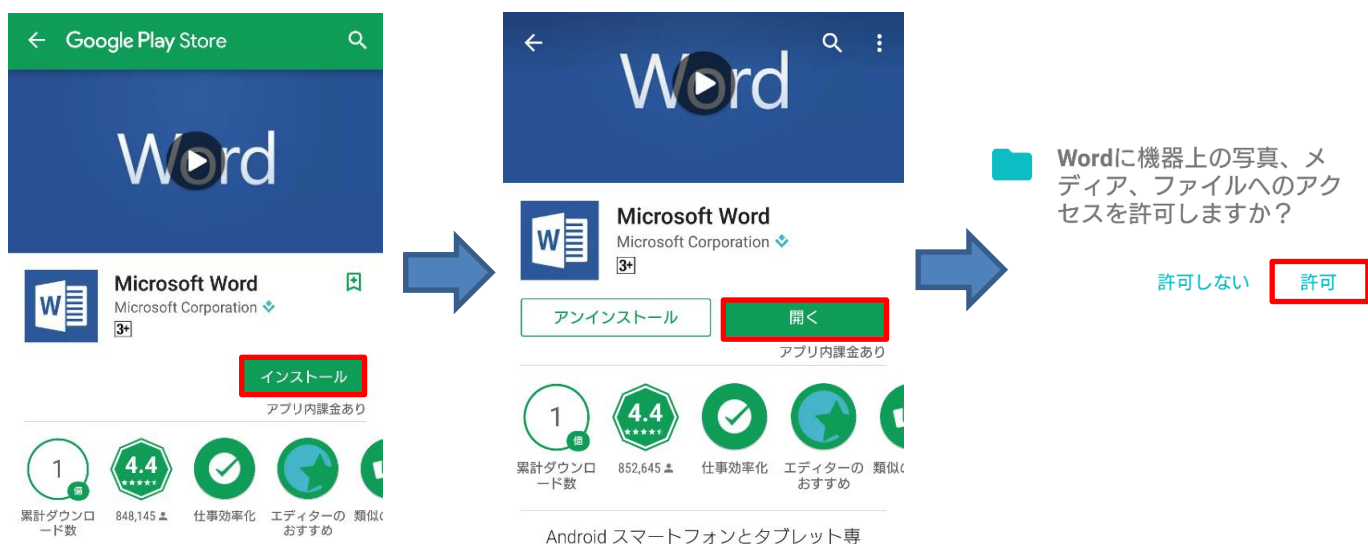 Google Play Store
Word
Microsoft Word
Microsoft Corporation
3+
インストール
アプリ内課金あり
1
億
4.4
累計ダウンロ
ード数
848,145
仕事効率化
エディターの
おすすめ
類似
Word
Microsoft Word
Microsoft Corporation
3+
アンインストール
開く
アプリ内課金あり
1
億
4.4
累計ダウンロ
ード数
852,645
仕事効率化
エディターの
おすすめ
類似
Android スマートフォンとタブレット専
Wordに機器上の写真、メ
ディア、ファイルへのアク
セスを許可しますか？
許可しない
許可